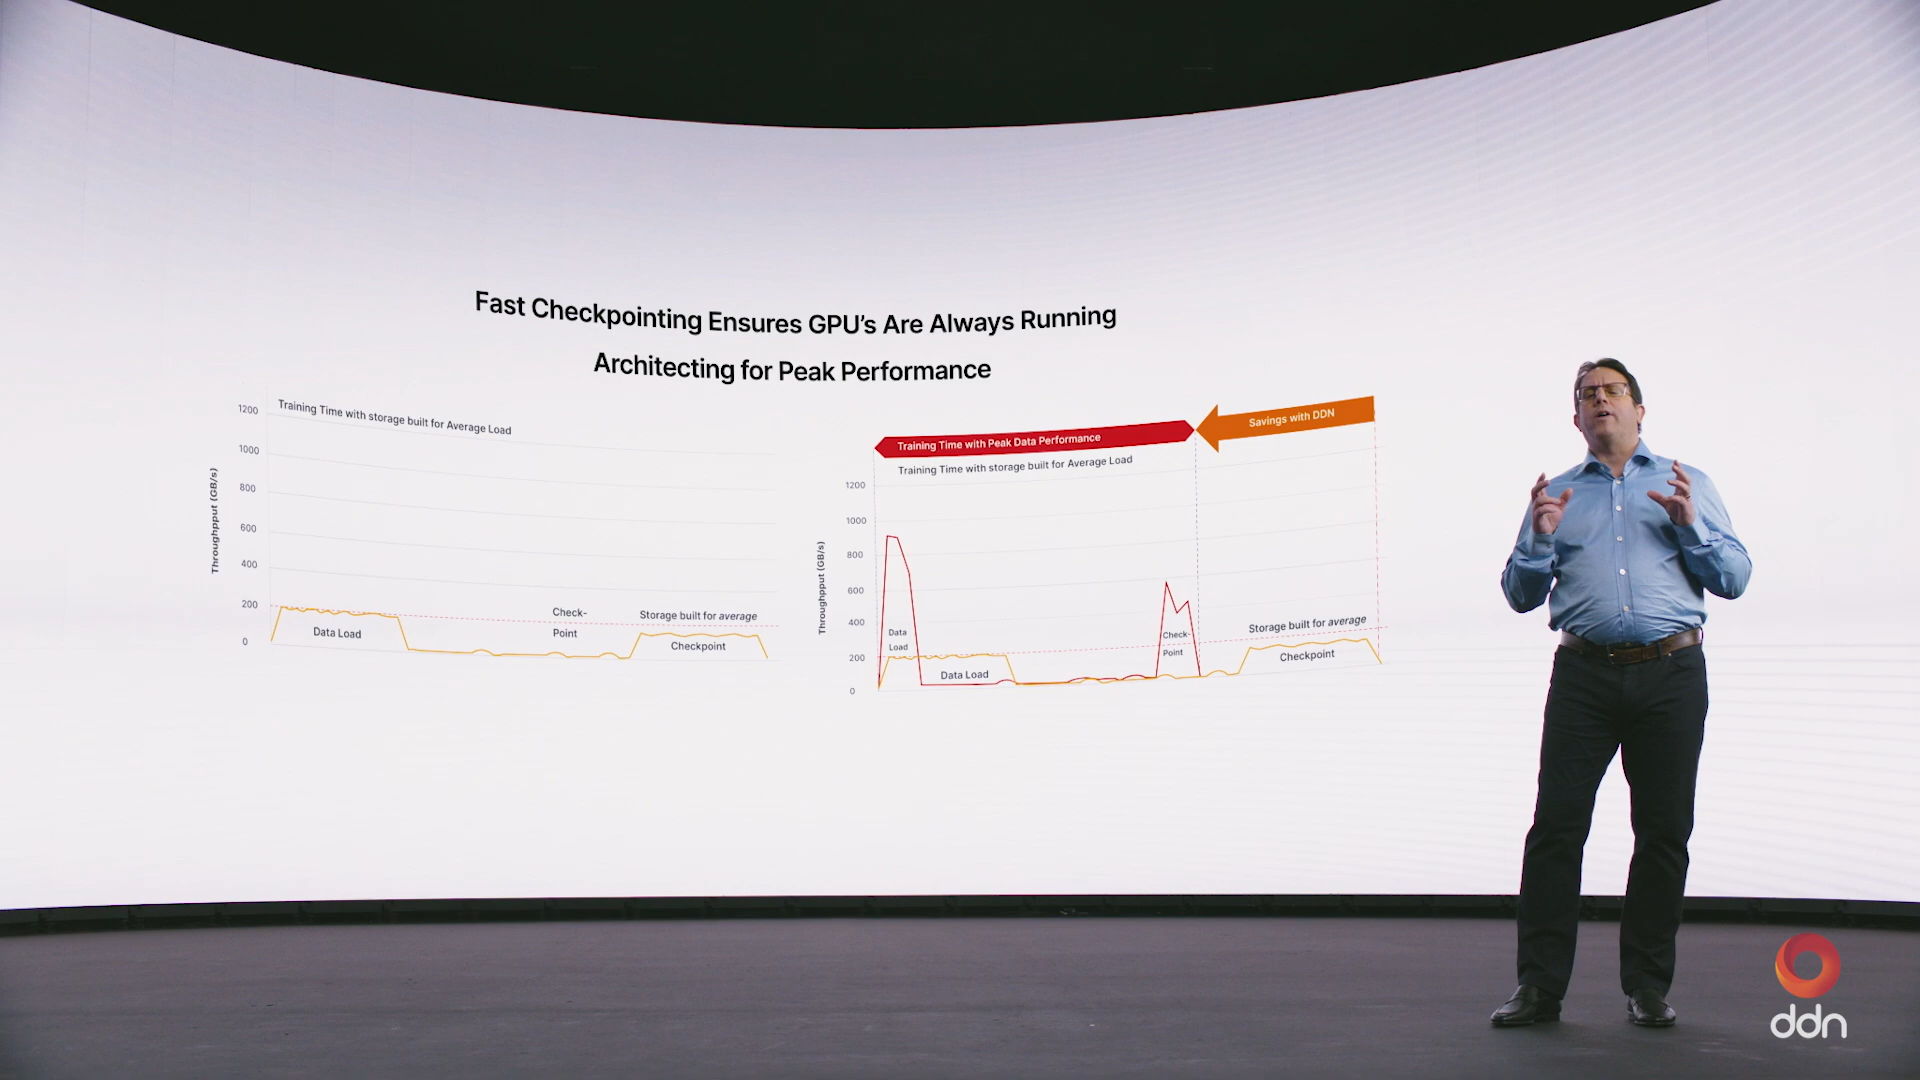 Fast Checkpointing Ensures GPU's Are Always Running
Architecting for Peak Performance
Training Time with storage built for Average Load
1200
1000
800
600
400
200
0
Throughpput (GB/s)
Data Load
Check-
Point
Storage built for average
Checkpoint
Training Time with Peak Data Performance
Savings with DDN
Training Time with storage built for Average Load
1200
1000
800
600
400
200
0
Throughpput (GB/s)
Data
Load
Data Load
Check-
Point
Storage built for average
Checkpoint
ddn